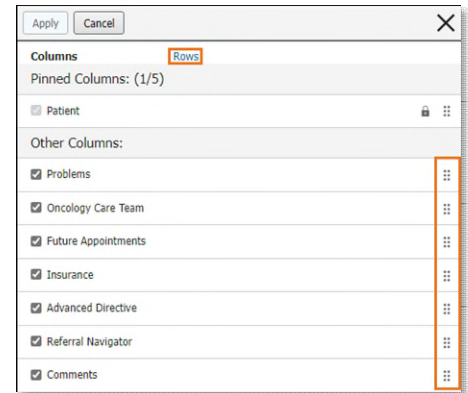 Apply Cancel
Columns Rows
Pinned Columns: (1/5)
Patient
Other Columns:
Problems
Oncology Care Team
Future Appointments
Insurance
Advanced Directive
Referral Navigator
Comments